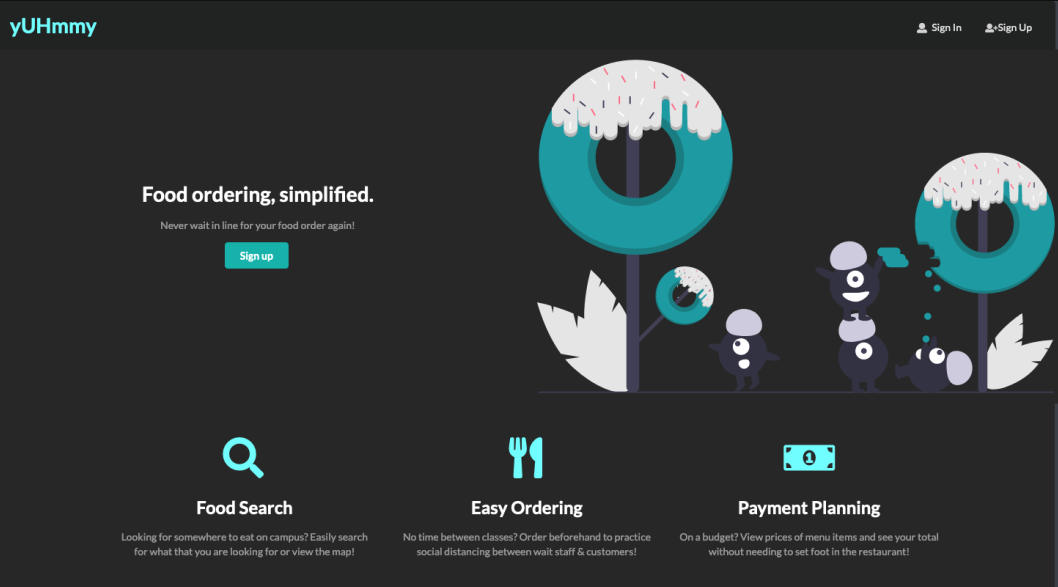 yUHmmy
Sign In
Sign Up
Food ordering, simplified.
Never wait in line for your food order again!
Sign up
1
Food Search
Looking for somewhere to eat on campus? Easily search
for what that you are looking for or view the map!
Easy Ordering
No time between classes? Order beforehand to practice
social distancing between wait staff & customers!
Payment Planning
On a budget? View prices of menu items and see your total
without needing to set foot in the restaurant!